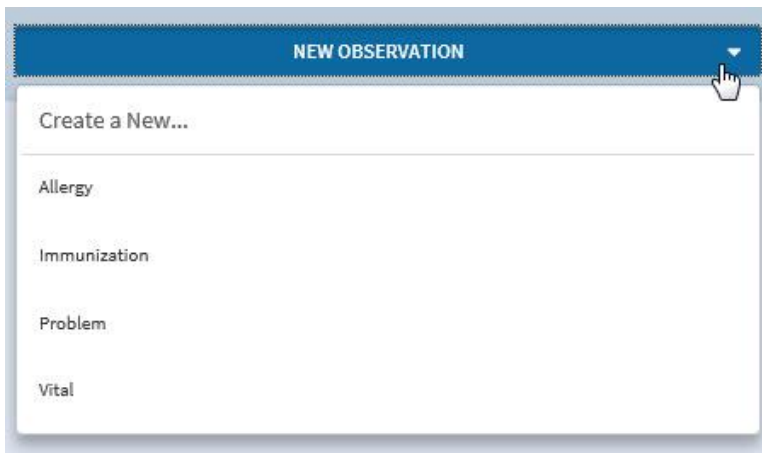 NEW OBSERVATION
Create a New...
Allergy
Immunization
Problem
Vital